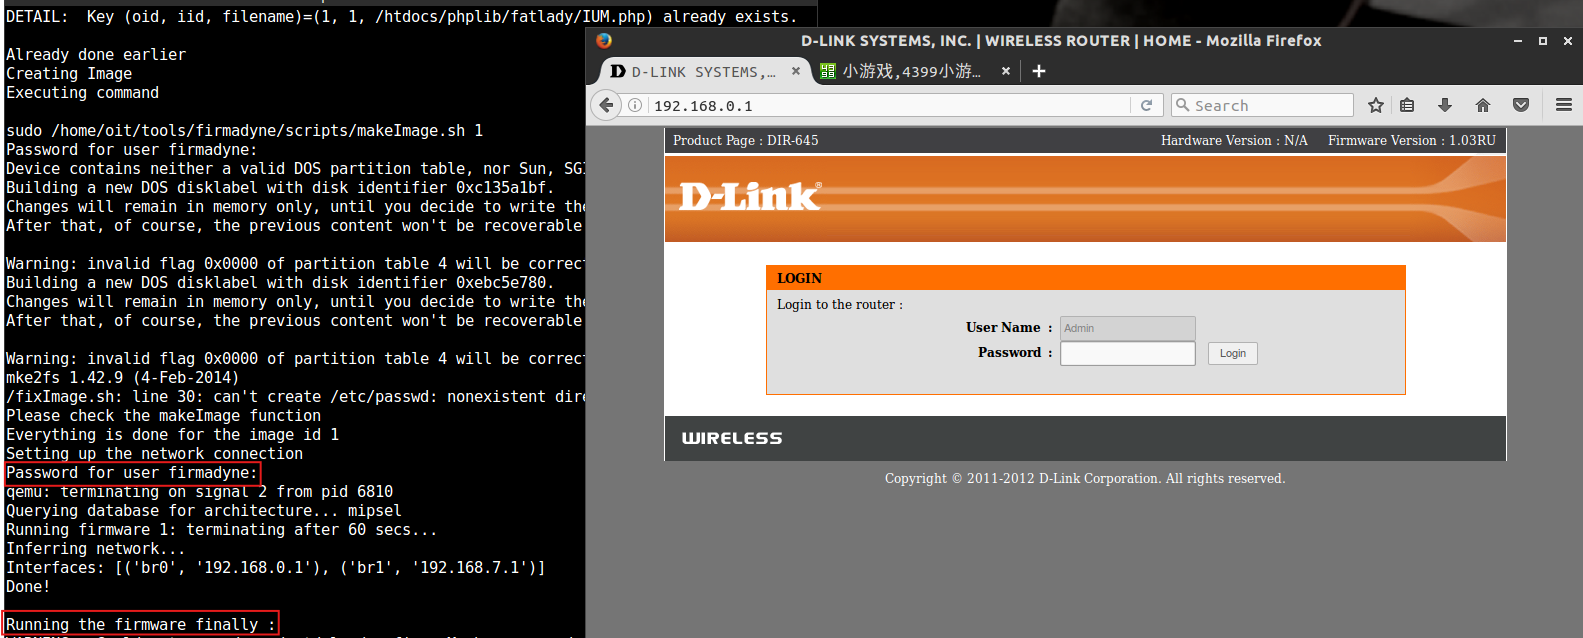 DETAIL:  Key (oid, iid, filename)=(1, 1, /htdocs/phplib/fatlady/IUM.php) already exists.
Already done earlier
Creating Image
Executing command
sudo /home/oit/tools/firmadyne/scripts/makeImage.sh 1
Password for user firmadyne:
Device contains neither a valid DOS partition table, nor Sun, SGI
Building a new DOS disklabel with disk identifier 0xc135a1bf.
Changes will remain in memory only, until you decide to write the
After that, of course, the previous content won't be recoverable
Warning: invalid flag 0x0000 of partition table 4 will be correct
Building a new DOS disklabel with disk identifier 0xebc5e780.
Changes will remain in memory only, until you decide to write the
After that, of course, the previous content won't be recoverable
Warning: invalid flag 0x0000 of partition table 4 will be correct
mke2fs 1.42.9 (4-Feb-2014)
/fixImage.sh: line 30: can't create /etc/passwd: nonexistent dire
Please check the makeImage function
Everything is done for the image id 1
Setting up the network connection
Password for user firmadyne:
qemu: terminating on signal 2 from pid 6810
Querying database for architecture... mipsel
Running firmware 1: terminating after 60 secs...
Inferring network...
Interfaces: [('br0', '192.168.0.1'), ('br1', '192.168.7.1')]
Done!
Running the firmware finally :
D-LINK SYSTEMS, INC. | WIRELESS ROUTER | HOME - Mozilla Firefox
D-LINK SYSTEMS,...
小游戏,4399小游...
192.168.0.1
Search
Product Page : DIR-645
Hardware Version : N/A
Firmware Version : 1.03RU
D-Link®
LOGIN
Login to the router :
User Name :
Admin
Password :
Login
WIRELESS
Copyright © 2011-2012 D-Link Corporation. All rights reserved.